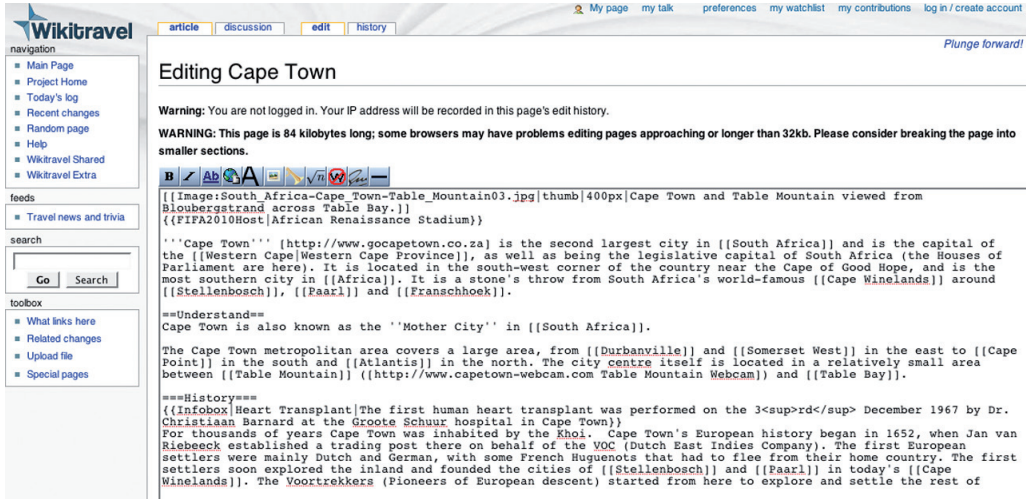 My page my talk preferences my watchlist my contributions log in / create account
Wikitravel
article discussion edit history
Plunge forward!
navigation
Main Page
Project Home
Today's log
Recent changes
Random page
Help
Wikitravel Shared
Wikitravel Extra
feeds
Travel news and trivia
search
Go Search
toolbox
What links here
Related changes
Upload file
Special pages
Editing Cape Town
Warning: You are not logged in. Your IP address will be recorded in this page's edit history.
WARNING: This page is 84 kilobytes long; some browsers may have problems editing pages approaching or longer than 32kb. Please consider breaking the page into
smaller sections.
B I Ab A √n W
[[Image:South_Africa-Cape_Town-Table_Mountain03.jpg|thumb|400px|Cape Town and Table Mountain viewed from
Bloubergstrand across Table Bay.]]
{{FIFA2010Host|African Renaissance Stadium}}
'''Cape Town''' [http://www.gocapetown.co.za] is the second largest city in [[South Africa]] and is the capital of
the [[Western Cape|Western Cape Province]], as well as being the legislative capital of South Africa (the Houses of
Parliament are here). It is located in the south-west corner of the country near the Cape of Good Hope, and is the
most southern city in [[Africa]]. It is a stone's throw from South Africa's world-famous [[Cape Winelands]] around
[[Stellenbosch]], [[Paarl]] and [[Franschhoek]].
==Understand==
Cape Town is also known as the ''Mother City'' in [[South Africa]].
The Cape Town metropolitan area covers a large area, from [[Durbanville]] and [[Somerset West]] in the east to [[Cape
Point]] in the south and [[Atlantis]] in the north. The city centre itself is located in a relatively small area
between [[Table Mountain]] ([http://www.capetown-webcam.com Table Mountain Webcam]) and [[Table Bay]].
===History===
{{Infobox|Heart Transplant|The first human heart transplant was performed on the 3<sup>rd</sup> December 1967 by Dr.
Christiaan Barnard at the Groote Schuur hospital in Cape Town}}
For thousands of years Cape Town was inhabited by the Khoi. Cape Town's European history began in 1652, when Jan van
Riebeeck established a trading post there on behalf of the VOC (Dutch East Indies Company). The first European
settlers were mainly Dutch and German, with some French Huguenots that had to flee from their home country. The first
settlers soon explored the inland and founded the cities of [[Stellenbosch]] and [[Paarl]] in today's [[Cape
Winelands]]. The Voortrekkers (Pioneers of European descent) started from here to explore and settle the rest of